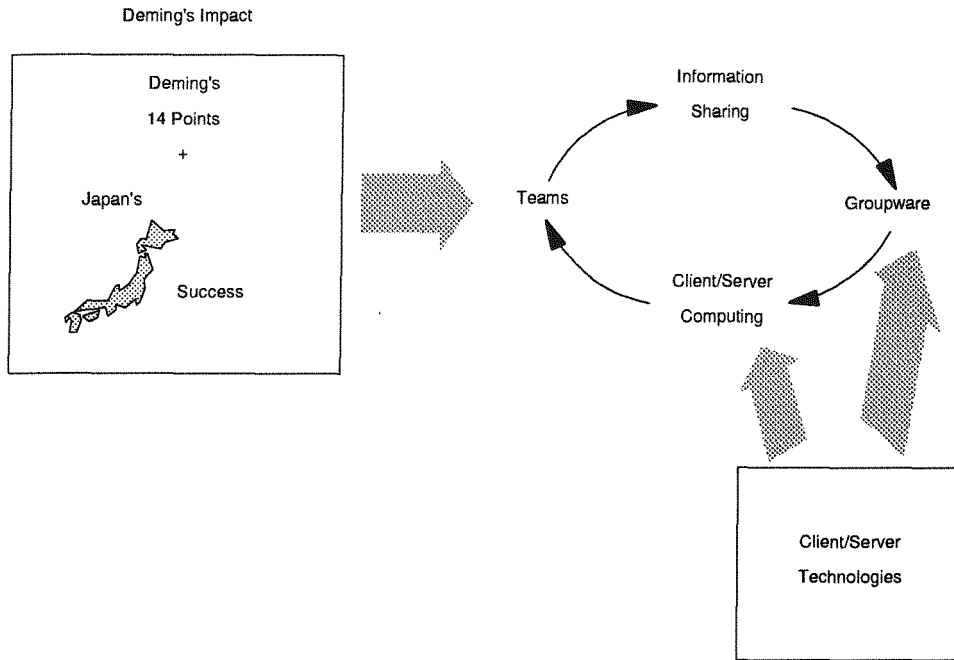 Deming's Impact
Deming's
14 Points
+
Japan's
Success
Information
Sharing
Teams
Groupware
Client/Server
Computing
Client/Server
Technologies